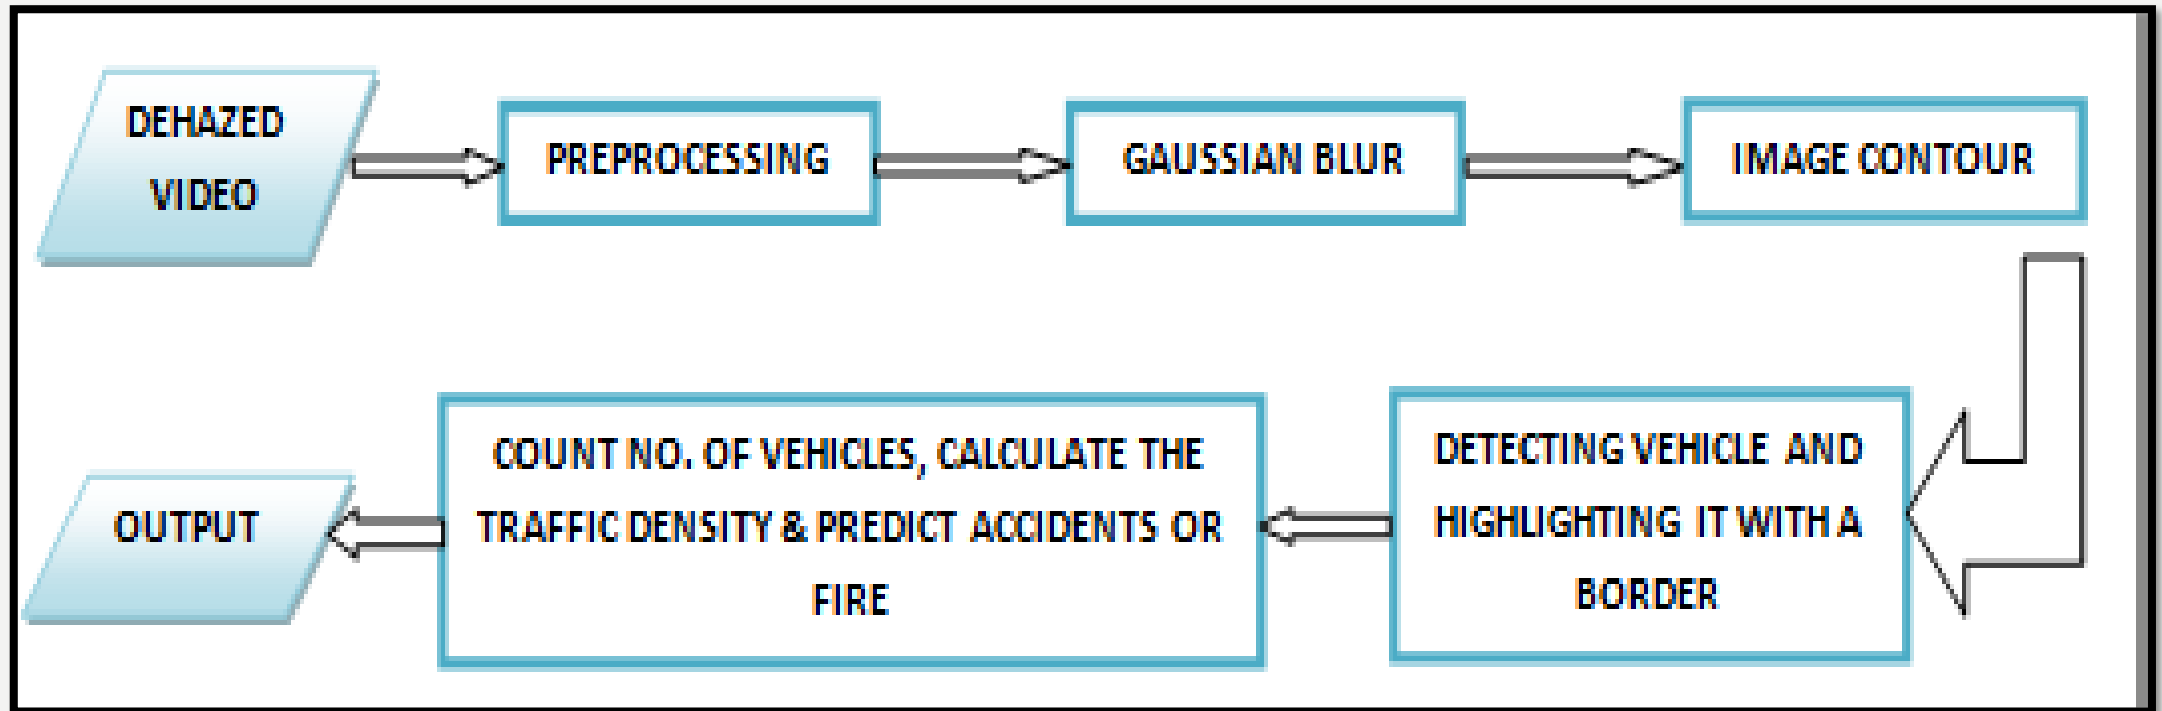 DEHAZED
VIDEO
PREPROCESSING
GAUSSIAN BLUR
IMAGE CONTOUR
DETECTING VEHICLE AND
HIGHLIGHTING IT WITH A
BORDER
COUNT NO. OF VEHICLES, CALCULATE THE
TRAFFIC DENSITY & PREDICT ACCIDENTS OR
FIRE
OUTPUT